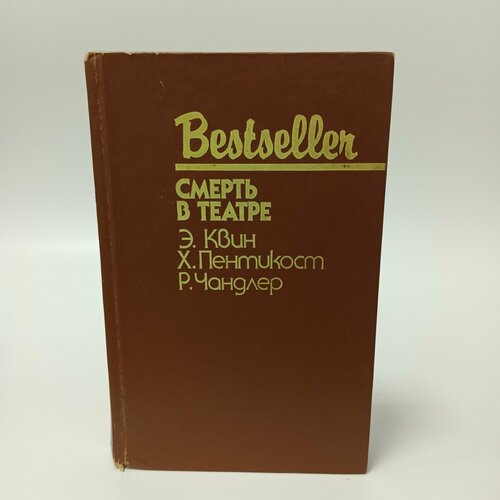 Bestseller
СМЕРТЬ
В ТЕАТРЕ
Э. Квин
Х. Пентикост
Р. Чандлер